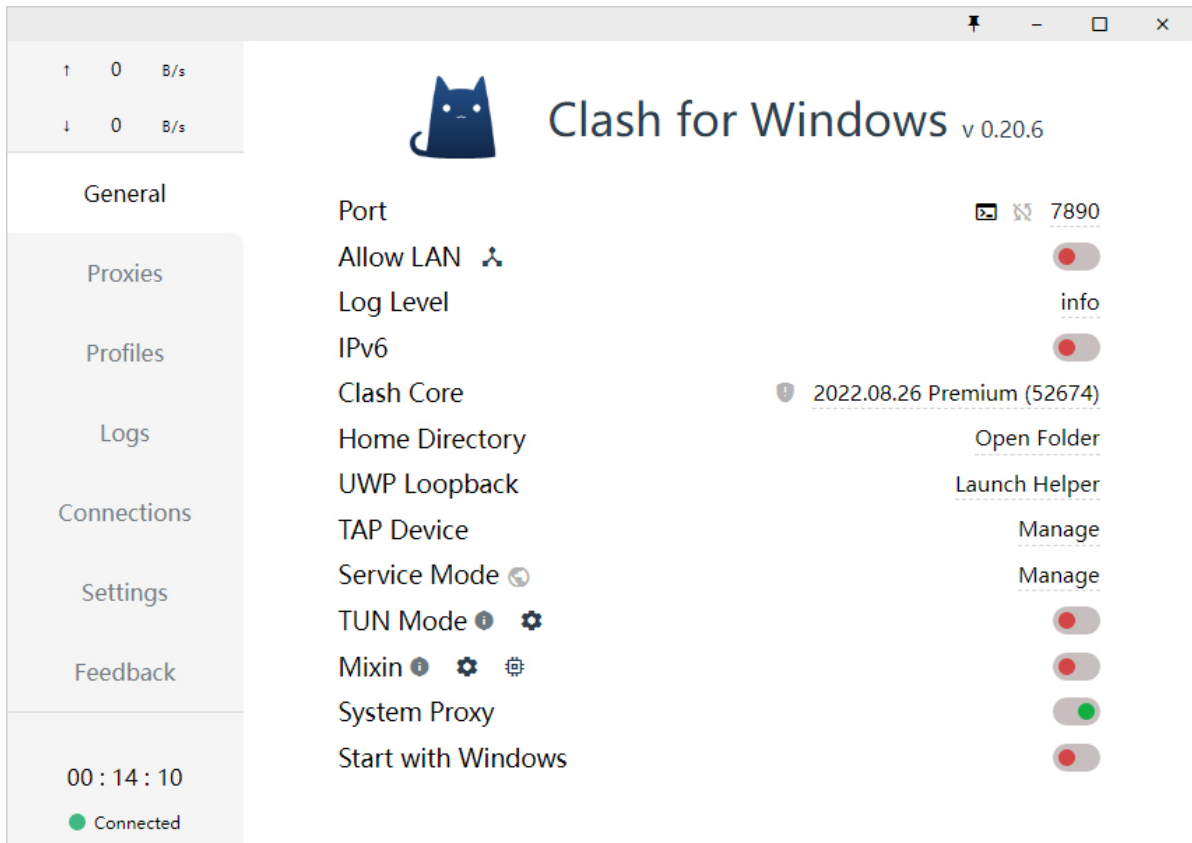 ↑ 0 B/s
↓ 0 B/s
General
Proxies
Profiles
Logs
Connections
Settings
Feedback
00 : 14 : 10
Connected
Clash for Windows v 0.20.6
Port 7890
Allow LAN
Log Level info
IPv6
Clash Core 2022.08.26 Premium (52674)
Home Directory Open Folder
UWP Loopback Launch Helper
TAP Device Manage
Service Mode Manage
TUN Mode
Mixin
System Proxy
Start with Windows